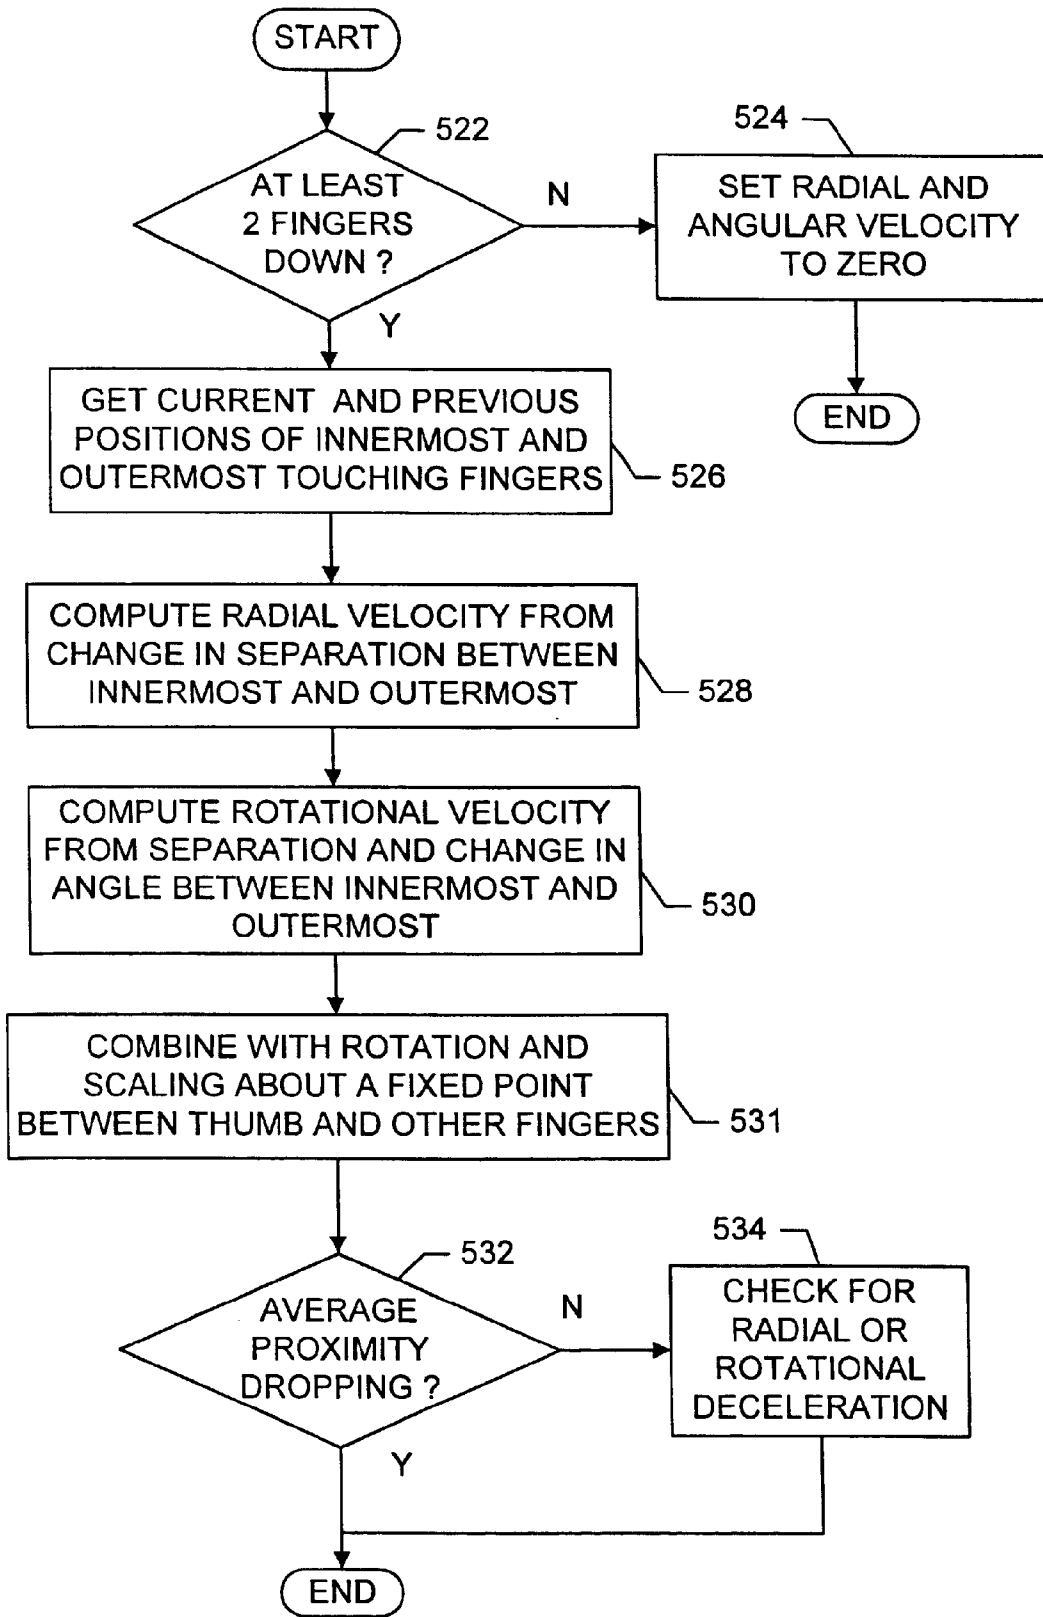 START
522
AT LEAST
2 FINGERS
DOWN ?
N
Y
524
SET RADIAL AND
ANGULAR VELOCITY
TO ZERO
END
GET CURRENT AND PREVIOUS
POSITIONS OF INNERMOST AND
OUTERMOST TOUCHING FINGERS
526
COMPUTE RADIAL VELOCITY FROM
CHANGE IN SEPARATION BETWEEN
INNERMOST AND OUTERMOST
528
COMPUTE ROTATIONAL VELOCITY
FROM SEPARATION AND CHANGE IN
ANGLE BETWEEN INNERMOST AND
OUTERMOST
530
COMBINE WITH ROTATION AND
SCALING ABOUT A FIXED POINT
BETWEEN THUMB AND OTHER FINGERS
531
532
AVERAGE
PROXIMITY
DROPPING ?
N
Y
534
CHECK FOR
RADIAL OR
ROTATIONAL
DECELERATION
END